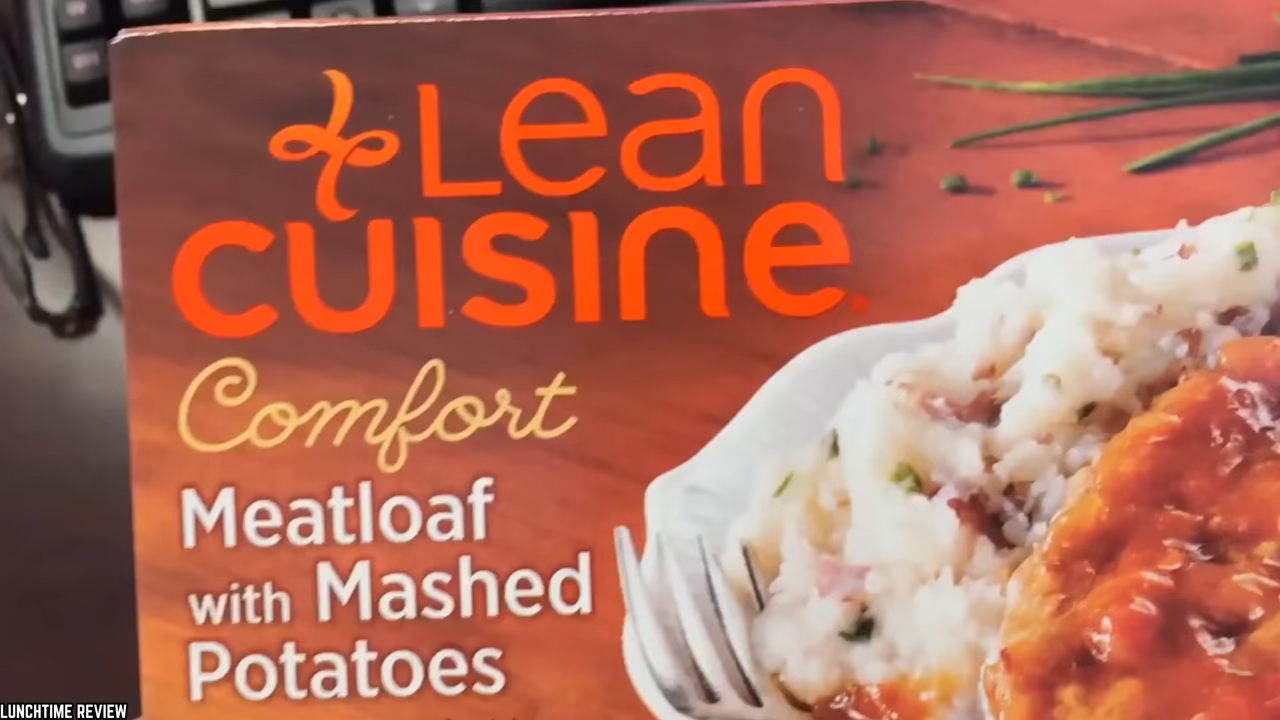 Lean
Cuisine
Comfort
Meatloaf
with Mashed
Potatoes
LUNCHTIME REVIEW